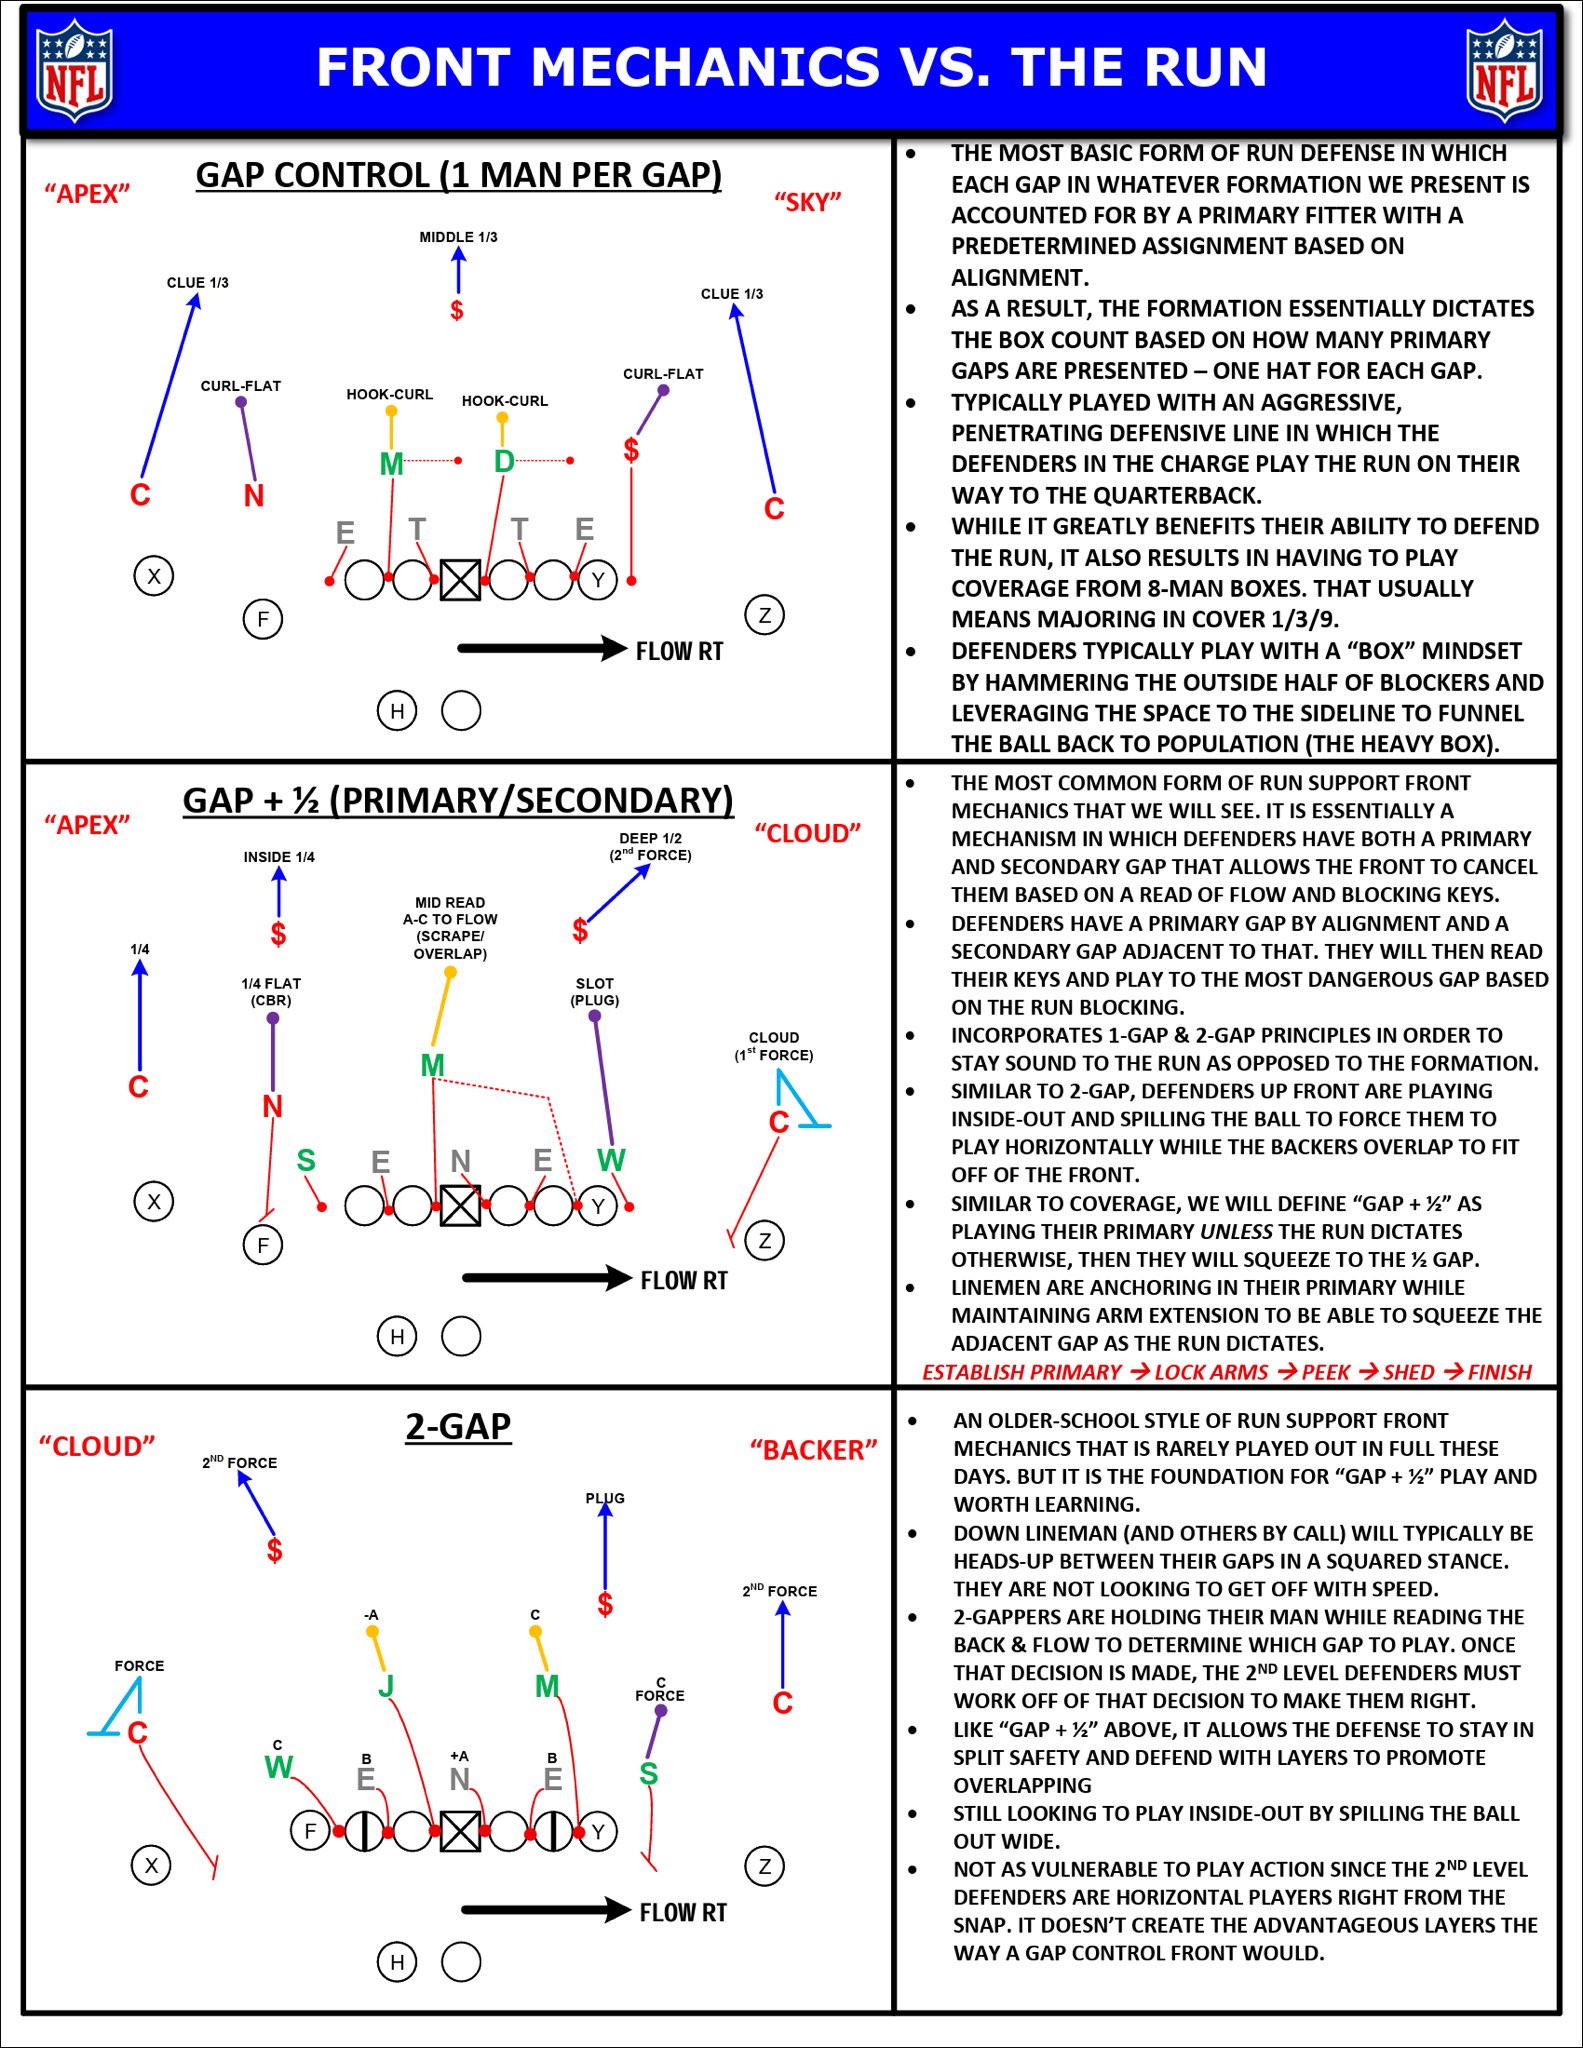 NFL
FRONT MECHANICS VS. THE RUN
NFL
GAP CONTROL (1 MAN PER GAP)
“APEX”
“SKY”
MIDDLE 1/3
CLUE 1/3
$
CLUE 1/3
CURL-FLAT
HOOK-CURL
HOOK-CURL
CURL-FLAT
C
N
M
D
$
C
E
T
T
E
X
Y
F
Z
FLOW RT
H
• THE MOST BASIC FORM OF RUN DEFENSE IN WHICH
EACH GAP IN WHATEVER FORMATION WE PRESENT IS
ACCOUNTED FOR BY A PRIMARY FITTER WITH A
PREDETERMINED ASSIGNMENT BASED ON
ALIGNMENT.
• AS A RESULT, THE FORMATION ESSENTIALLY DICTATES
THE BOX COUNT BASED ON HOW MANY PRIMARY
GAPS ARE PRESENTED – ONE HAT FOR EACH GAP.
• TYPICALLY PLAYED WITH AN AGGRESSIVE,
PENETRATING DEFENSIVE LINE IN WHICH THE
DEFENDERS IN THE CHARGE PLAY THE RUN ON THEIR
WAY TO THE QUARTERBACK.
• WHILE IT GREATLY BENEFITS THEIR ABILITY TO DEFEND
THE RUN, IT ALSO RESULTS IN HAVING TO PLAY
COVERAGE FROM 8-MAN BOXES. THAT USUALLY
MEANS MAJORING IN COVER 1/3/9.
• DEFENDERS TYPICALLY PLAY WITH A “BOX” MINDSET
BY HAMMERING THE OUTSIDE HALF OF BLOCKERS AND
LEVERAGING THE SPACE TO THE SIDELINE TO FUNNEL
THE BALL BACK TO POPULATION (THE HEAVY BOX).
GAP + ½ (PRIMARY/SECONDARY)
“APEX”
“CLOUD”
INSIDE 1/4
DEEP 1/2
(2nd FORCE)
MID READ
A-C TO FLOW
(SCRAPE/
OVERLAP)
$
$
1/4
1/4 FLAT
(CBR)
SLOT
(PLUG)
CLOUD
(1st FORCE)
M
C
N
C
S
E
N
E
W
X
Y
F
Z
FLOW RT
H
• THE MOST COMMON FORM OF RUN SUPPORT FRONT
MECHANICS THAT WE WILL SEE. IT IS ESSENTIALLY A
MECHANISM IN WHICH DEFENDERS HAVE BOTH A PRIMARY
AND SECONDARY GAP THAT ALLOWS THE FRONT TO CANCEL
THEM BASED ON A READ OF FLOW AND BLOCKING KEYS.
• DEFENDERS HAVE A PRIMARY GAP BY ALIGNMENT AND A
SECONDARY GAP ADJACENT TO THAT. THEY WILL THEN READ
THEIR KEYS AND PLAY TO THE MOST DANGEROUS GAP BASED
ON THE RUN BLOCKING.
• INCORPORATES 1-GAP & 2-GAP PRINCIPLES IN ORDER TO
STAY SOUND TO THE RUN AS OPPOSED TO THE FORMATION.
• SIMILAR TO 2-GAP, DEFENDERS UP FRONT ARE PLAYING
INSIDE-OUT AND SPILLING THE BALL TO FORCE THEM TO
PLAY HORIZONTALLY WHILE THE BACKERS OVERLAP TO FIT
OFF OF THE FRONT.
• SIMILAR TO COVERAGE, WE WILL DEFINE “GAP + ½” AS
PLAYING THEIR PRIMARY UNLESS THE RUN DICTATES
OTHERWISE, THEN THEY WILL SQUEEZE TO THE ½ GAP.
• LINEMEN ARE ANCHORING IN THEIR PRIMARY WHILE
MAINTAINING ARM EXTENSION TO BE ABLE TO SQUEEZE THE
ADJACENT GAP AS THE RUN DICTATES.
ESTABLISH PRIMARY → LOCK ARMS → PEEK → SHED → FINISH
2-GAP
“CLOUD”
“BACKER”
2ND FORCE
PLUG
$
$
2ND FORCE
-A
C
FORCE
J
M
C
FORCE
C
C
C
W
B
E
+A
N
B
E
S
F
Y
X
Z
FLOW RT
H
• AN OLDER-SCHOOL STYLE OF RUN SUPPORT FRONT
MECHANICS THAT IS RARELY PLAYED OUT IN FULL THESE
DAYS. BUT IT IS THE FOUNDATION FOR “GAP + ½” PLAY AND
WORTH LEARNING.
• DOWN LINEMAN (AND OTHERS BY CALL) WILL TYPICALLY BE
HEADS-UP BETWEEN THEIR GAPS IN A SQUARED STANCE.
THEY ARE NOT LOOKING TO GET OFF WITH SPEED.
• 2-GAPPERS ARE HOLDING THEIR MAN WHILE READING THE
BACK & FLOW TO DETERMINE WHICH GAP TO PLAY. ONCE
THAT DECISION IS MADE, THE 2ND LEVEL DEFENDERS MUST
WORK OFF OF THAT DECISION TO MAKE THEM RIGHT.
• LIKE “GAP + ½” ABOVE, IT ALLOWS THE DEFENSE TO STAY IN
SPLIT SAFETY AND DEFEND WITH LAYERS TO PROMOTE
OVERLAPPING
• STILL LOOKING TO PLAY INSIDE-OUT BY SPILLING THE BALL
OUT WIDE.
• NOT AS VULNERABLE TO PLAY ACTION SINCE THE 2ND LEVEL
DEFENDERS ARE HORIZONTAL PLAYERS RIGHT FROM THE
SNAP. IT DOESN’T CREATE THE ADVANTAGEOUS LAYERS THE
WAY A GAP CONTROL FRONT WOULD.